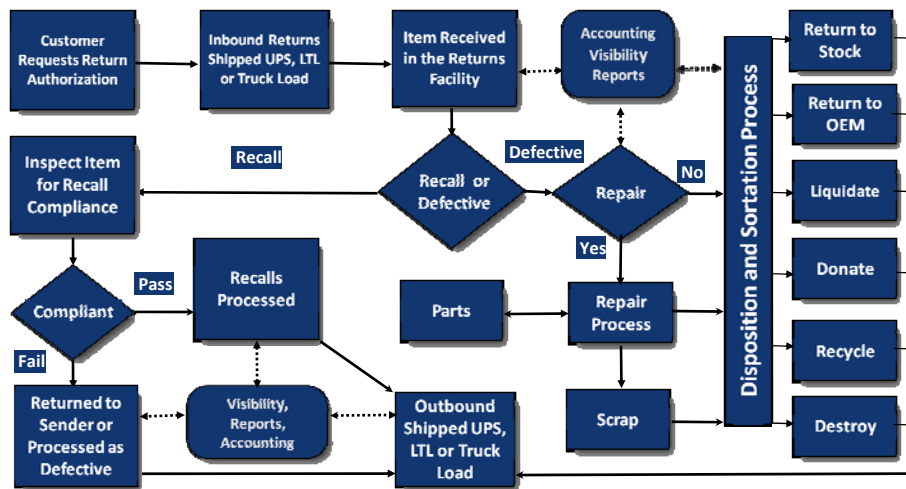 Customer
Requests Return
Authorization
Inbound Returns
Shipped UPS, LTL
or Truck Load
Item Received
in the Returns
Facility
Accounting
Visibility
Reports
Return to
Stock
Return to
OEM
Liquidate
Donate
Recycle
Destroy
Disposition and Sortation Process
Inspect Item
for Recall
Compliance
Recall
Recall or
Defective
Defective
Repair
No
Yes
Compliant
Pass
Fail
Recalls
Processed
Parts
Repair
Process
Scrap
Returned to
Sender or
Processed as
Defective
Visibility,
Reports,
Accounting
Outbound
Shipped UPS,
LTL or Truck
Load